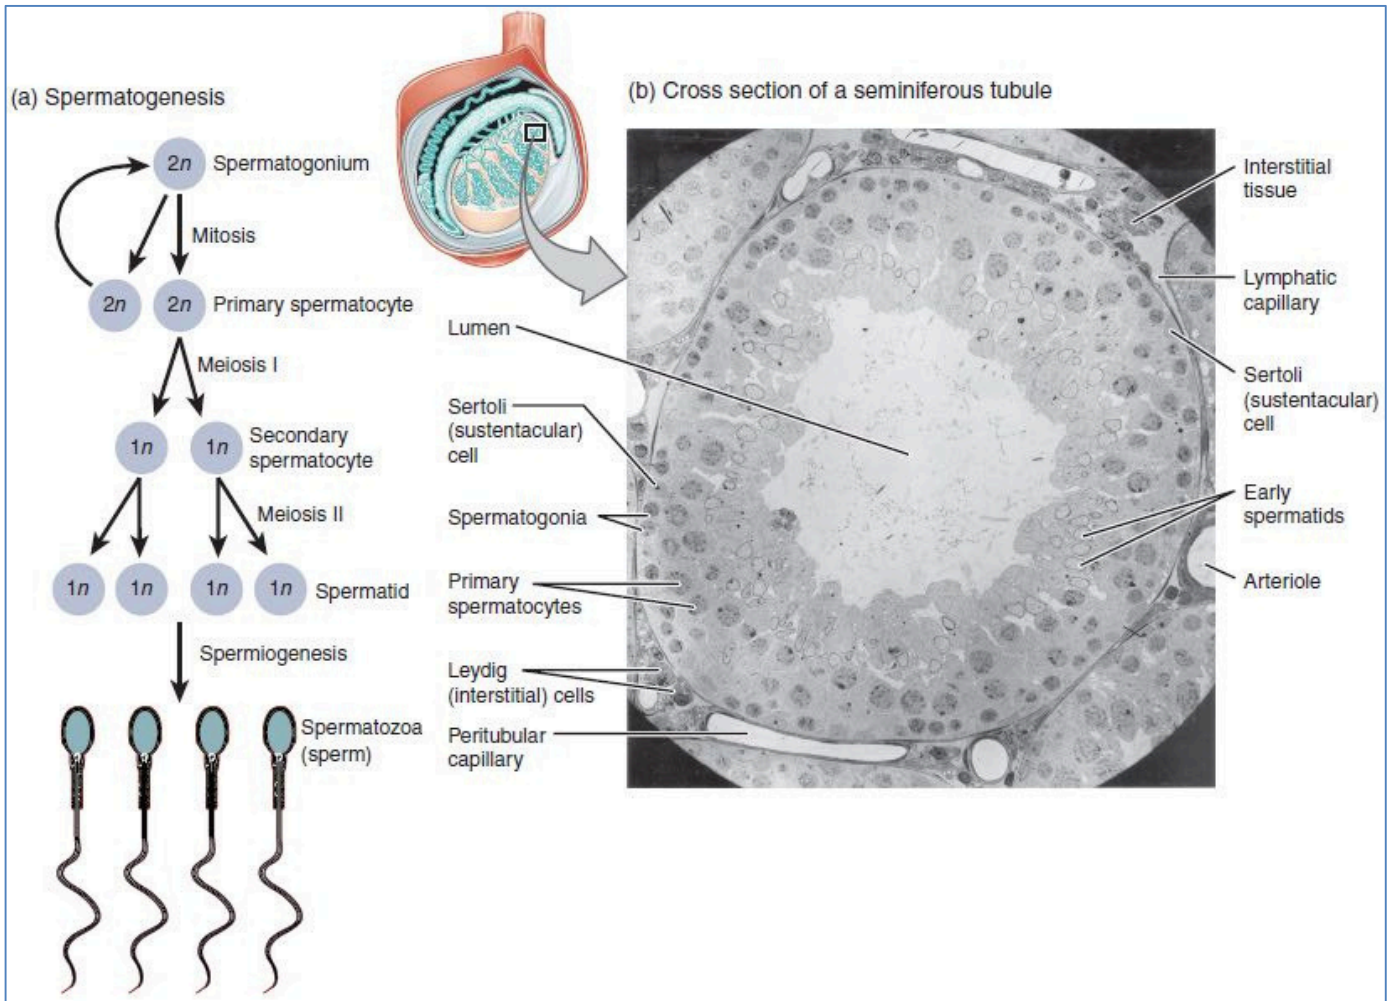 (a) Spermatogenesis
2n
Spermatogonium
Mitosis
2n
2n
Primary spermatocyte
Meiosis I
1n
1n
Secondary
spermatocyte
Meiosis II
1n
1n
1n
1n
Spermatid
Spermiogenesis
Spermatozoa
(sperm)
(b) Cross section of a seminiferous tubule
Lumen
Sertoli
(sustentacular)
cell
Spermatogonia
Primary
spermatocytes
Leydig
(interstitial) cells
Peritubular
capillary
Interstitial
tissue
Lymphatic
capillary
Sertoli
(sustentacular)
cell
Early
spermatids
Arteriole